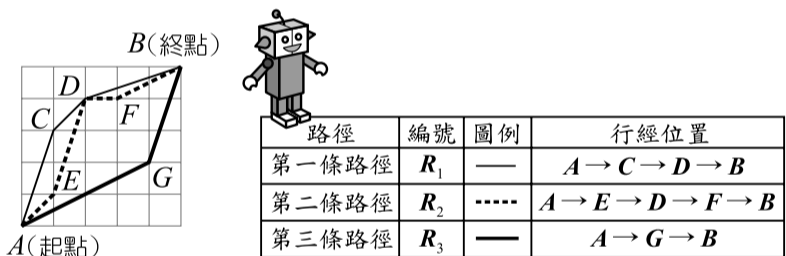 B(終點)
D
C
F
E
G
A(起點)
路徑 編號 圖例 行經位置
第一條路徑 R₁ A→C→D→B
第二條路徑 R₂ A→E→D→F→B
第三條路徑 R₃ A→G→B